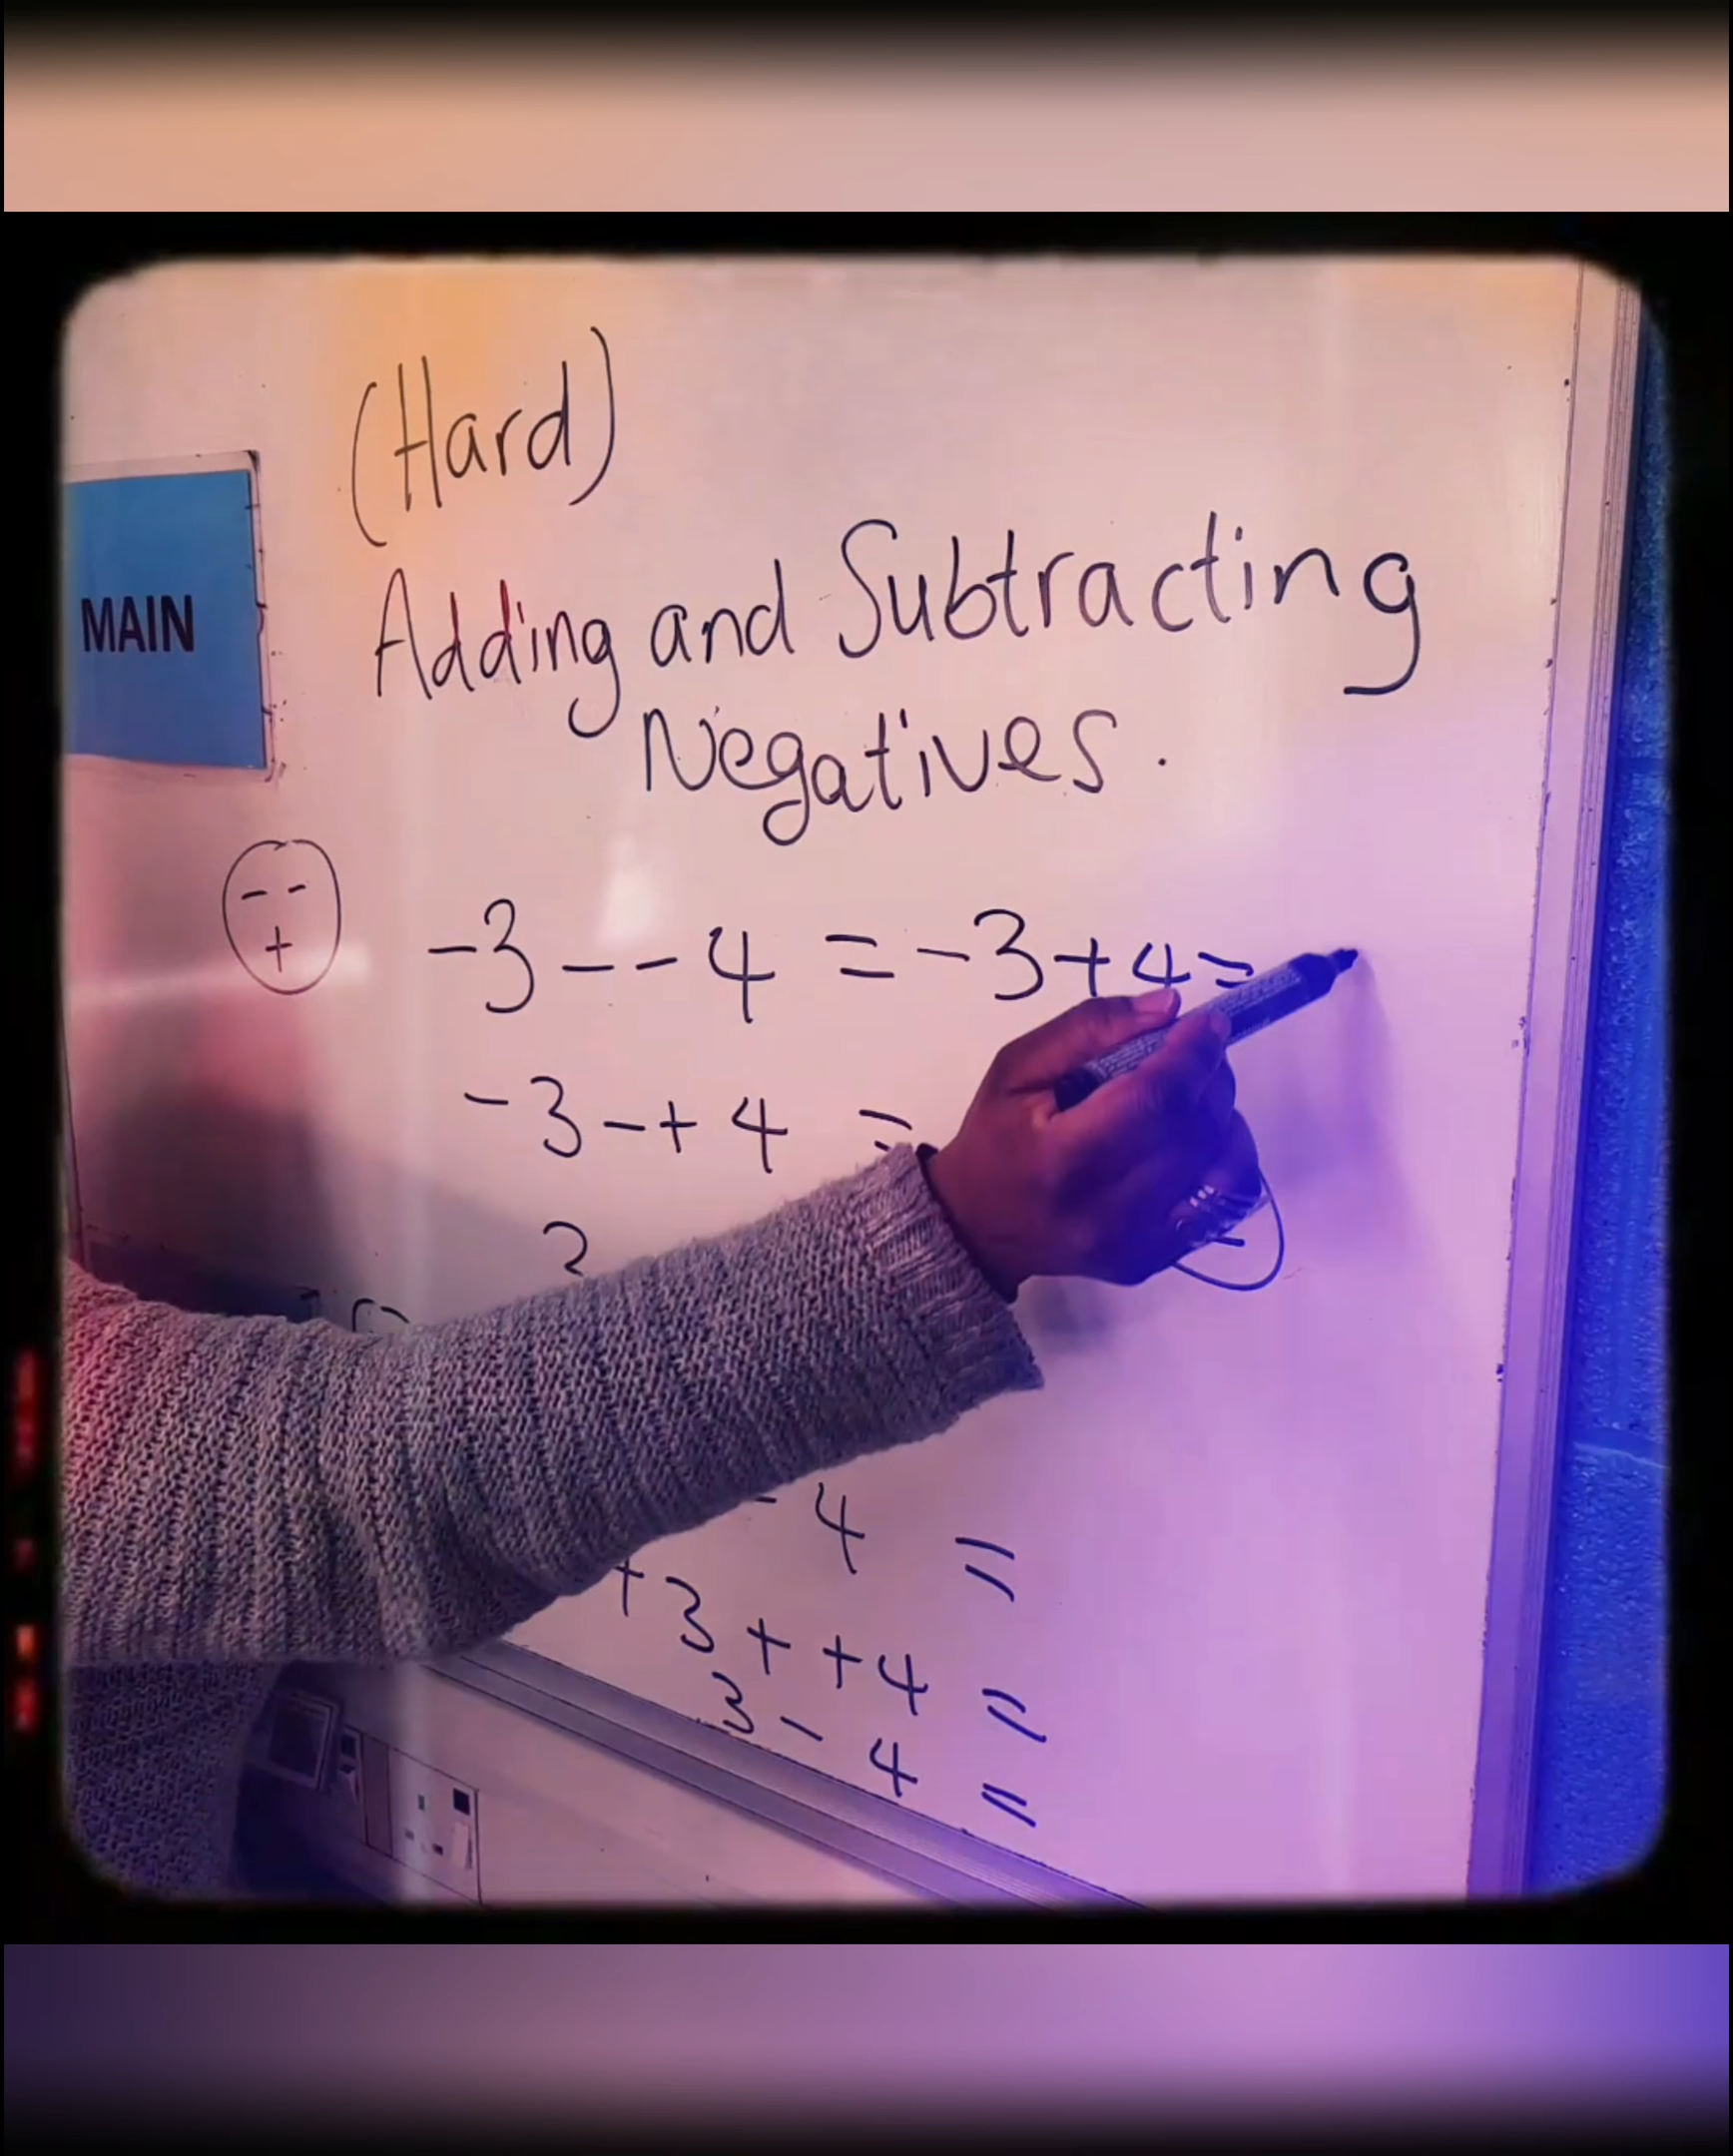 (Hard)
Adding and Subtracting
Negatives.
MAIN
- -
+
-3 - - 4 = -3 + 4 =
-3 - + 4 =
- 4 =
+3 + +4 =
3 - 4 =